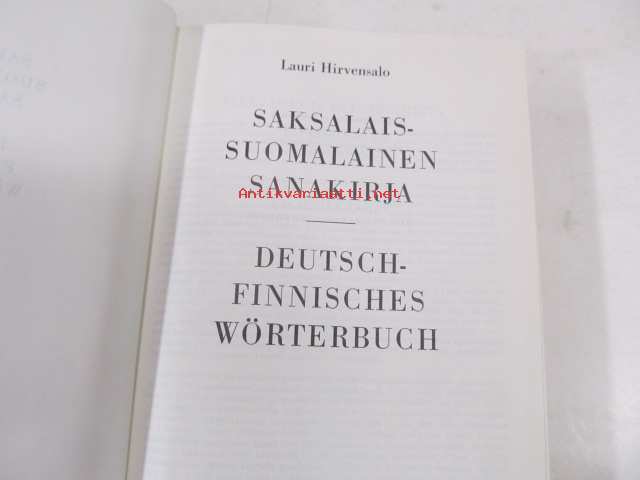 Lauri Hirvensalo
SAKSALAIS-
SUOMALAINEN
SANAKIRJA
Antikvariaatti.net
DEUTSCH-
FINNISCHES
WÖRTERBUCH